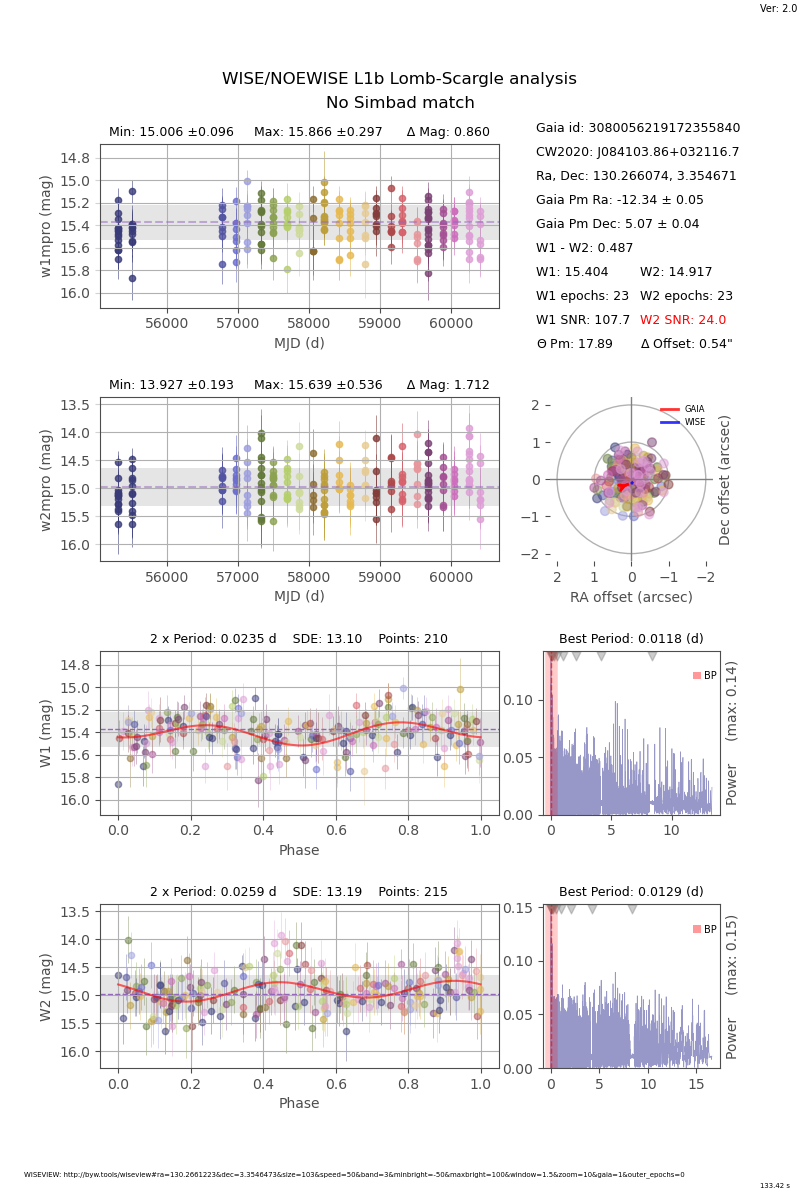 Ver: 2.0
WISE/NOEWISE L1b Lomb-Scargle analysis
No Simbad match
Min: 15.006 ±0.096 Max: 15.866 ±0.297 Δ Mag: 0.860
14.8
15.0
15.2
15.4
15.6
15.8
16.0
w1mpro (mag)
56000 57000 58000 59000 60000
MJD (d)
Gaia id: 3080056219172355840
CW2020: J084103.86+032116.7
Ra, Dec: 130.266074, 3.354671
Gaia Pm Ra: -12.34 ± 0.05
Gaia Pm Dec: 5.07 ± 0.04
W1 - W2: 0.487
W1: 15.404 W2: 14.917
W1 epochs: 23 W2 epochs: 23
W1 SNR: 107.7 W2 SNR: 24.0
Θ Pm: 17.89 Δ Offset: 0.54"
Min: 13.927 ±0.193 Max: 15.639 ±0.536 Δ Mag: 1.712
13.5
14.0
14.5
15.0
15.5
16.0
w2mpro (mag)
56000 57000 58000 59000 60000
MJD (d)
GAIA
WISE
2
1
0
−1
−2
Dec offset (arcsec)
2 1 0 −1 −2
RA offset (arcsec)
2 x Period: 0.0235 d SDE: 13.10 Points: 210
14.8
15.0
15.2
15.4
15.6
15.8
16.0
W1 (mag)
0.0 0.2 0.4 0.6 0.8 1.0
Phase
Best Period: 0.0118 (d)
BP
0.10
0.05
0.00
Power (max: 0.14)
0 5 10
2 x Period: 0.0259 d SDE: 13.19 Points: 215
13.5
14.0
14.5
15.0
15.5
16.0
W2 (mag)
0.0 0.2 0.4 0.6 0.8 1.0
Phase
Best Period: 0.0129 (d)
BP
0.15
0.10
0.05
0.00
Power (max: 0.15)
0 5 10 15
WISEVIEW: http://byw.tools/wiseview#ra=130.2661223&dec=3.3546473&size=103&speed=50&band=3&minbright=-50&maxbright=100&window=1.5&zoom=10&gaia=1&outer_epochs=0
133.42 s